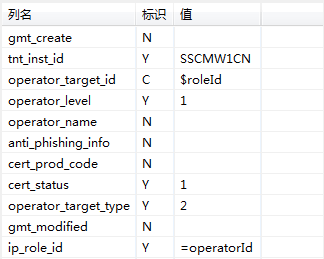 列名 标识 值
gmt_create N
tnt_inst_id Y SSCMW1CN
operator_target_id C $roleId
operator_level Y 1
operator_name N
anti_phishing_info N
cert_prod_code N
cert_status Y 1
operator_target_type Y 2
gmt_modified N
ip_role_id Y =operatorId